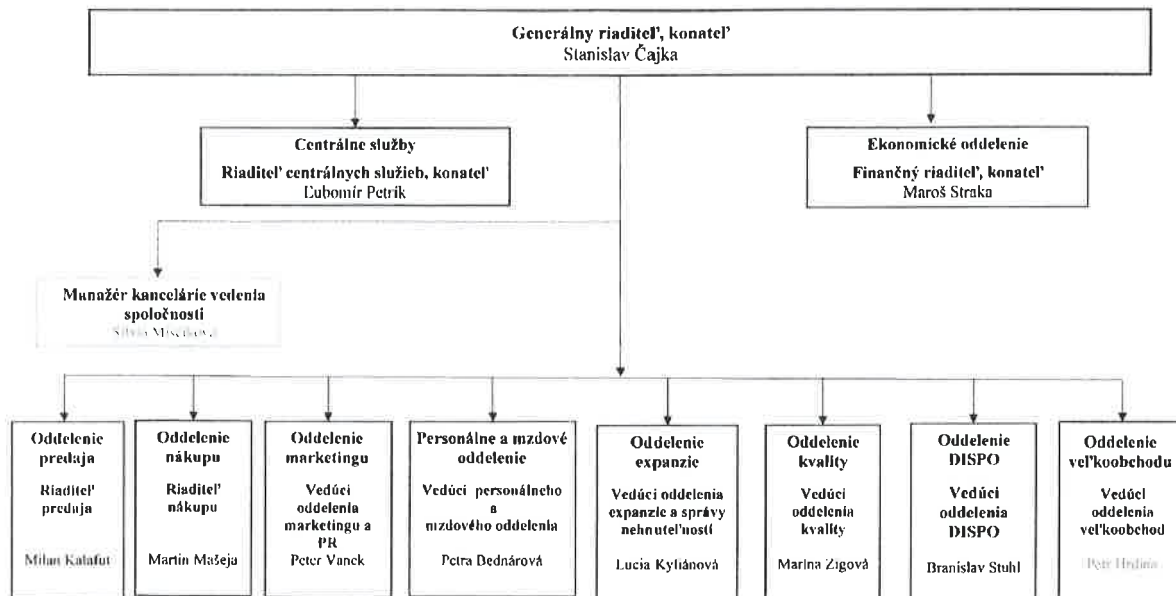 Generálny riaditeľ, konateľ
Stanislav Čajka
Centrálne služby
Riaditeľ centrálnych služieb, konateľ
Ľubomír Petrík
Ekonomické oddelenie
Finančný riaditeľ, konateľ
Maroš Straka
Manažér kancelárie vedenia
spoločnosti
Oddelenie
predaja
Riaditeľ
predaja
Milan Kalafut
Oddelenie
nákupu
Riaditeľ
nákupu
Martin Mašeja
Oddelenie
marketingu
Vedúci
oddelenia
marketingu a
PR
Peter Vanek
Personálne a mzdové
oddelenie
Vedúci personálneho
a
mzdového oddelenia
Petra Bednárová
Oddelenie
expanzie
Vedúci oddelenia
expanzie a správy
nehnuteľností
Lucia Kyliánová
Oddelenie
kvality
Vedúci
oddelenia
kvality
Marina Zigová
Oddelenie
DISPO
Vedúci
oddelenia
DISPO
Branislav Stuhl
Oddelenie
veľkoobchodu
Vedúci
oddelenia
veľkoobchod
Petr Hrdina